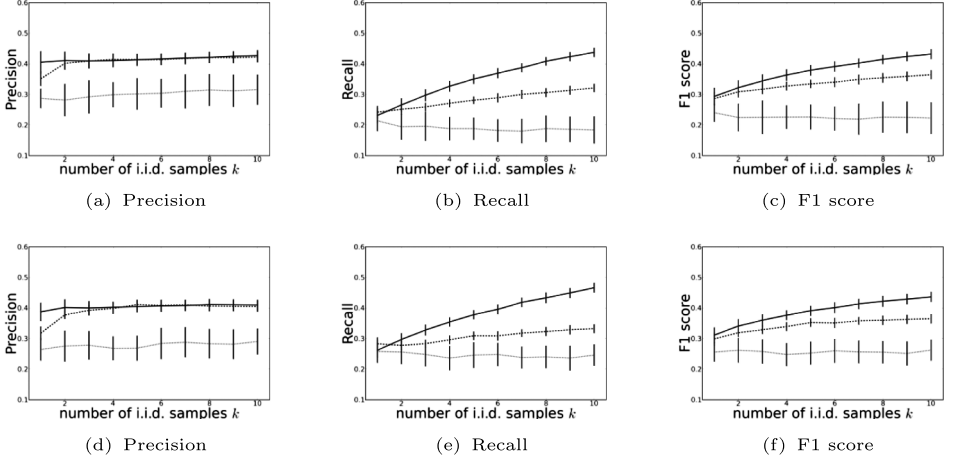 0.6
0.5
0.4
0.3
0.2
0.1
Precision
2 4 6 8 10
number of i.i.d. samples k
(a) Precision
0.6
0.5
0.4
0.3
0.2
0.1
Recall
2 4 6 8 10
number of i.i.d. samples k
(b) Recall
0.6
0.5
0.4
0.3
0.2
0.1
F1 score
2 4 6 8 10
number of i.i.d. samples k
(c) F1 score
0.6
0.5
0.4
0.3
0.2
0.1
Precision
2 4 6 8 10
number of i.i.d. samples k
(d) Precision
0.6
0.5
0.4
0.3
0.2
0.1
Recall
2 4 6 8 10
number of i.i.d. samples k
(e) Recall
0.6
0.5
0.4
0.3
0.2
0.1
F1 score
2 4 6 8 10
number of i.i.d. samples k
(f) F1 score